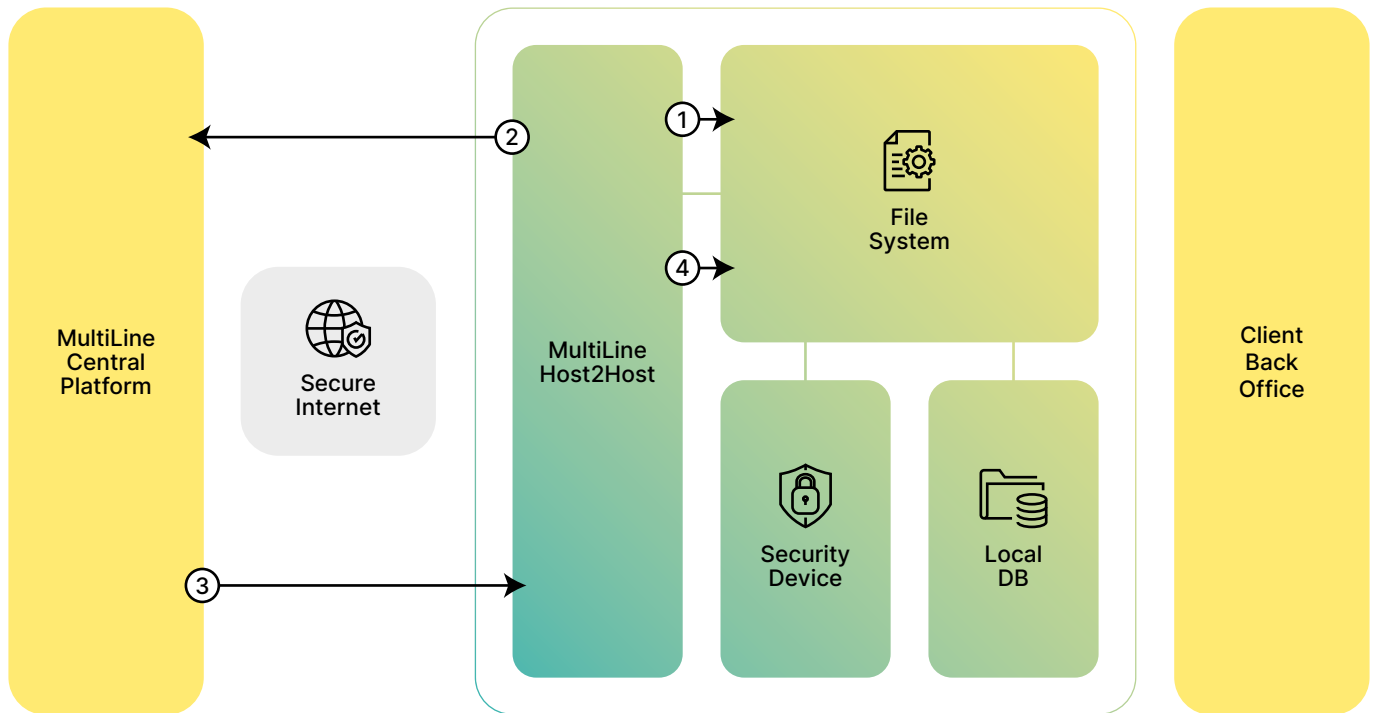 MultiLine
Central
Platform
Secure
Internet
2
3
MultiLine
Host2Host
1
4
File
System
Security
Device
Local
DB
Client
Back
Office